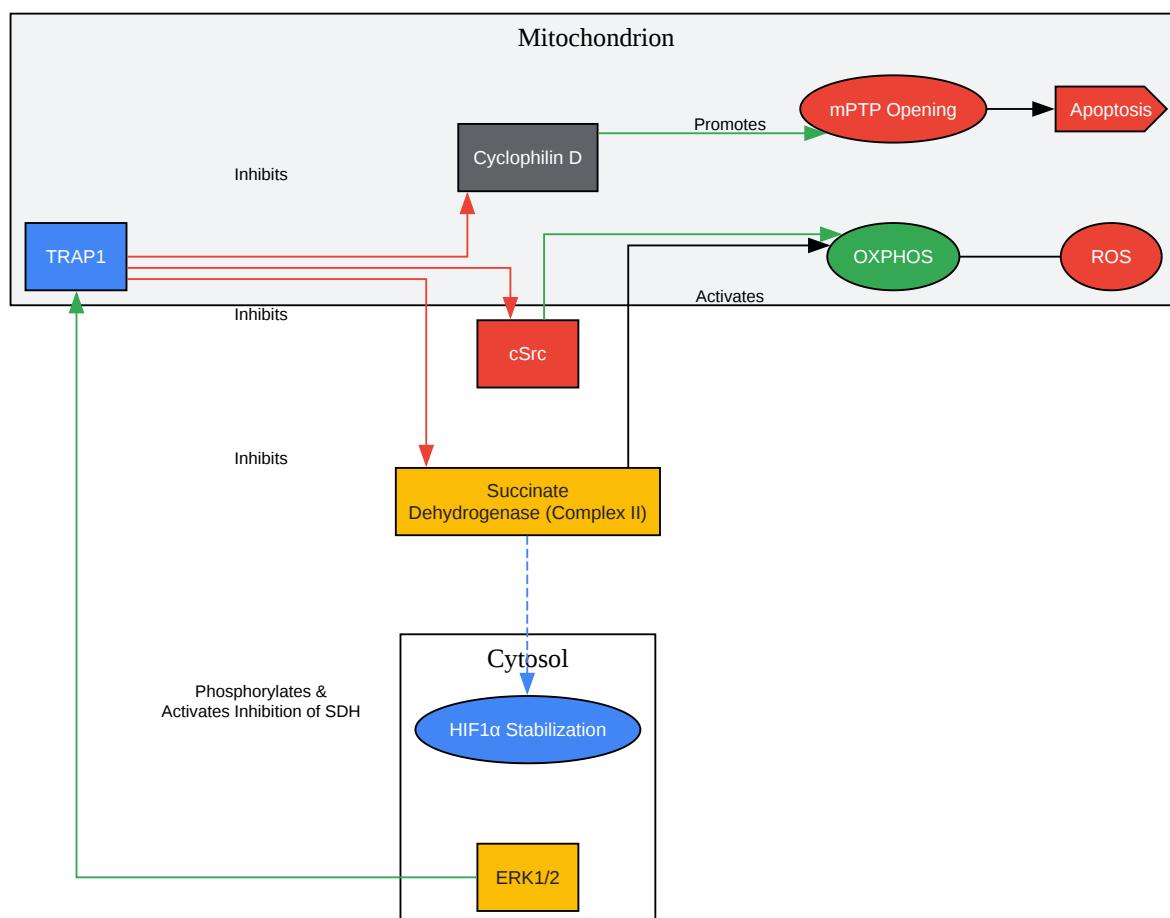 Mitochondrion
mPTP Opening
Apoptosis
Promotes
Cyclophilin D
Inhibits
TRAP1
OXPHOS
ROS
Activates
Inhibits
cSrc
Inhibits
Succinate
Dehydrogenase (Complex II)
Cytosol
Phosphorylates &
Activates Inhibition of SDH
HIF1α Stabilization
ERK1/2